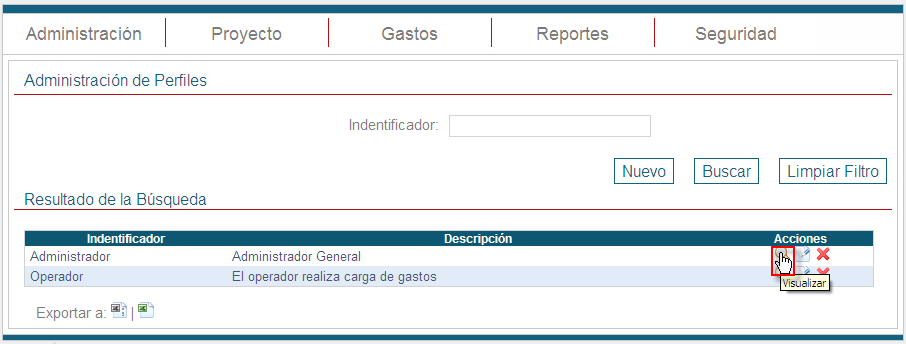 Administración Proyecto Gastos Reportes Seguridad
Administración de Perfiles
Indentificador:
Nuevo Buscar Limpiar Filtro
Resultado de la Búsqueda
Indentificador Descripción Acciones
Administrador Administrador General
Operador El operador realiza carga de gastos
Visualizar
Exportar a: |